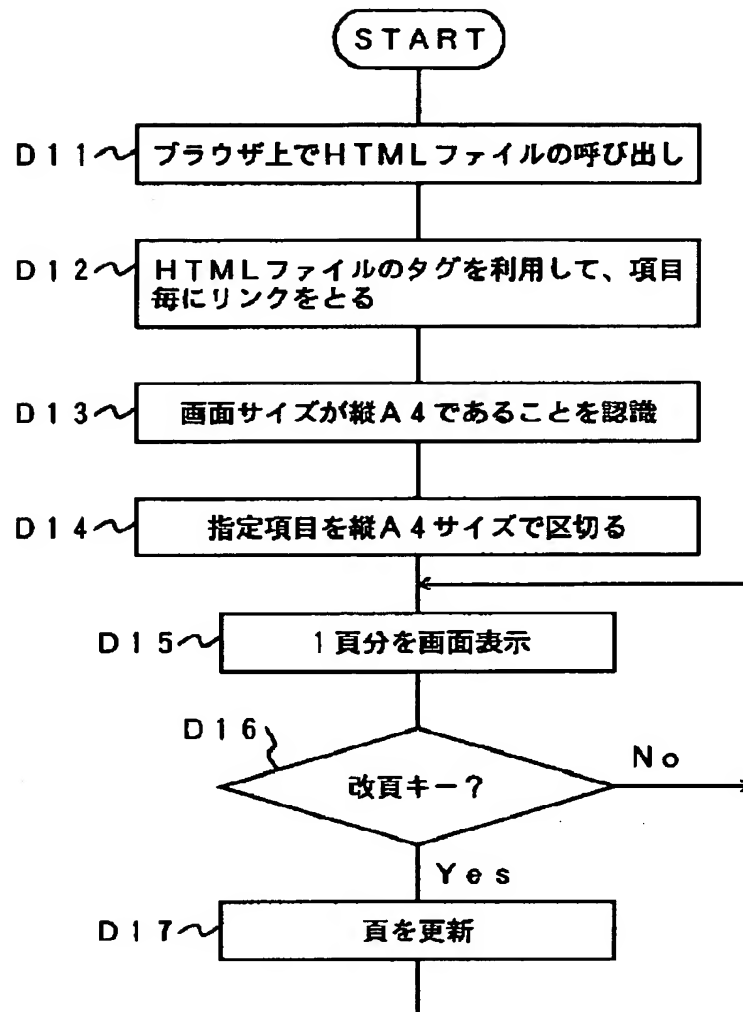 START
D11 ブラウザ上でHTMLファイルの呼び出し
D12 HTMLファイルのタグを利用して、項目
毎にリンクをとる
D13 画面サイズが縦A4であることを認識
D14 指定項目を縦A4サイズで区切る
D15 1頁分を画面表示
D16
改頁キー?
No
Yes
D17 頁を更新